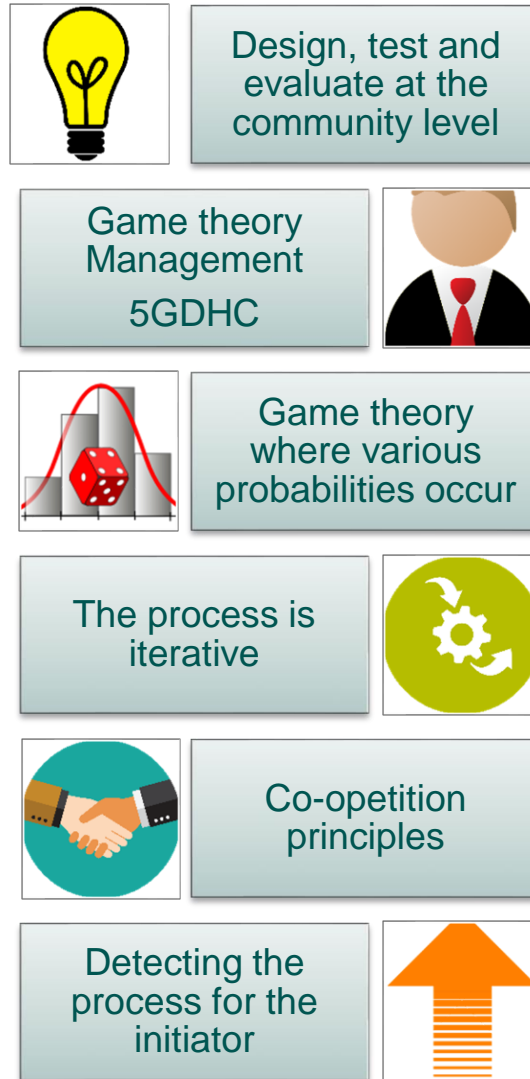 Design, test and
evaluate at the
community level
Game theory
Management
5GDHC
Game theory
where various
probabilities occur
The process is
iterative
Co-opetition
principles
Detecting the
process for the
initiator